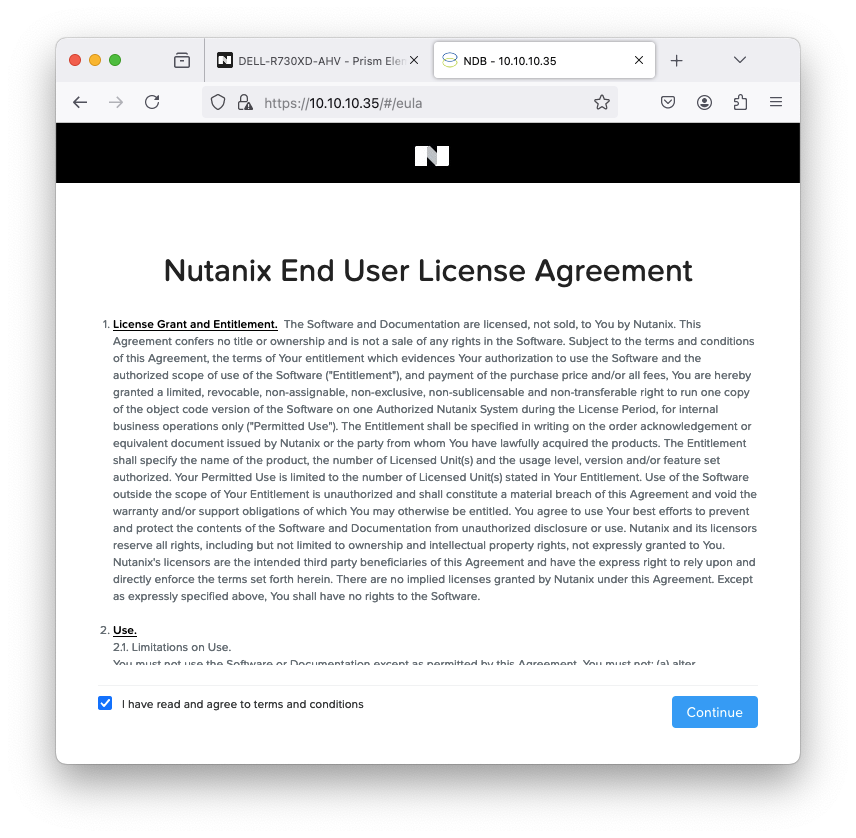 DELL-R730XD-AHV - Prism Elem
NDB - 10.10.10.35
https://10.10.10.35/#/eula
Nutanix End User License Agreement
1. License Grant and Entitlement. The Software and Documentation are licensed, not sold, to You by Nutanix. This
Agreement confers no title or ownership and is not a sale of any rights in the Software. Subject to the terms and conditions
of this Agreement, the terms of Your entitlement which evidences Your authorization to use the Software and the
authorized scope of use of the Software ("Entitlement"), and payment of the purchase price and/or all fees, You are hereby
granted a limited, revocable, non-assignable, non-exclusive, non-sublicensable and non-transferable right to run one copy
of the object code version of the Software on one Authorized Nutanix System during the License Period, for internal
business operations only ("Permitted Use"). The Entitlement shall be specified in writing on the order acknowledgement or
equivalent document issued by Nutanix or the party from whom You have lawfully acquired the products. The Entitlement
shall specify the name of the product, the number of Licensed Unit(s) and the usage level, version and/or feature set
authorized. Your Permitted Use is limited to the number of Licensed Unit(s) stated in Your Entitlement. Use of the Software
outside the scope of Your Entitlement is unauthorized and shall constitute a material breach of this Agreement and void the
warranty and/or support obligations of which You may otherwise be entitled. You agree to use Your best efforts to prevent
and protect the contents of the Software and Documentation from unauthorized disclosure or use. Nutanix and its licensors
reserve all rights, including but not limited to ownership and intellectual property rights, not expressly granted to You.
Nutanix's licensors are the intended third party beneficiaries of this Agreement and have the express right to rely upon and
directly enforce the terms set forth herein. There are no implied licenses granted by Nutanix under this Agreement. Except
as expressly specified above, You shall have no rights to the Software.
2. Use.
2.1. Limitations on Use.
You must not use the Software or Documentation except as permitted by this Agreement. You must not: (a) alter
I have read and agree to terms and conditions
Continue